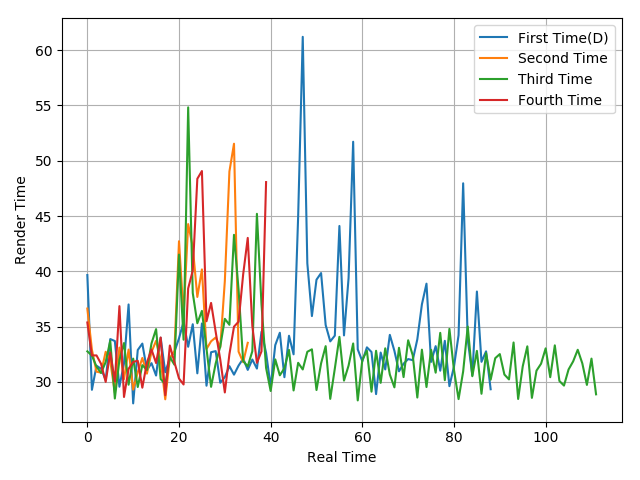 60
55
50
45
40
35
30
Render Time
0
20
40
60
80
100
Real Time
First Time(D)
Second Time
Third Time
Fourth Time